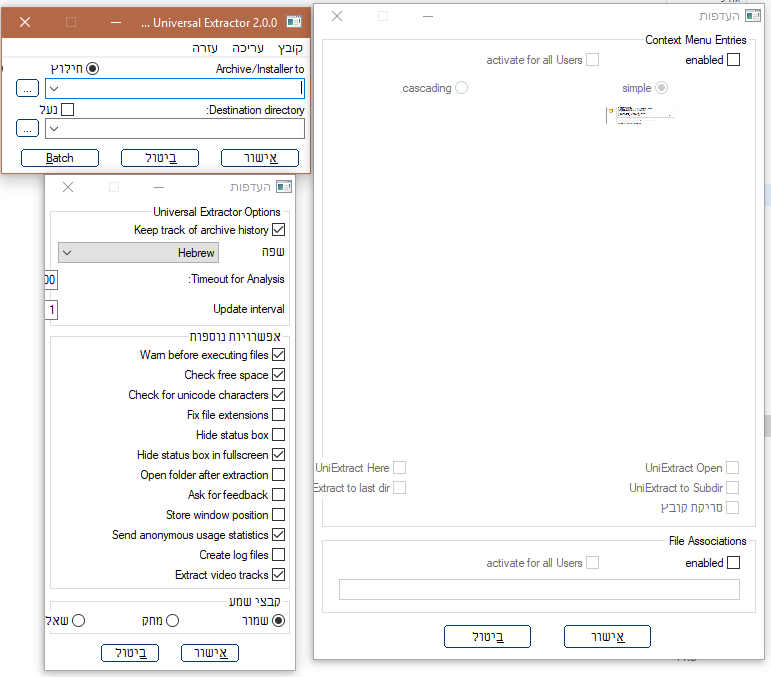 Universal Extractor 2.0.0 ...
קובץ עריכה עזרה
Archive/Installer to
חילוץ
...
Destination directory:
נעל
...
אישור
ביטול
Batch
העדפות
Universal Extractor Options
Keep track of archive history
שפה
Hebrew
Timeout for Analysis:
00
Update interval
1
אפשרויות נוספות
Warn before executing files
Check free space
Check for unicode characters
Fix file extensions
Hide status box
Hide status box in fullscreen
Open folder after extraction
Ask for feedback
Store window position
Send anonymous usage statistics
Create log files
Extract video tracks
קבצי שמע
שמור
מחק
שאל
אישור
ביטול
העדפות
Context Menu Entries
enabled
activate for all Users
simple
cascading
UniExtract Open
UniExtract Here
UniExtract to Subdir
Extract to last dir
סריקת קובץ
File Associations
enabled
activate for all Users
אישור
ביטול